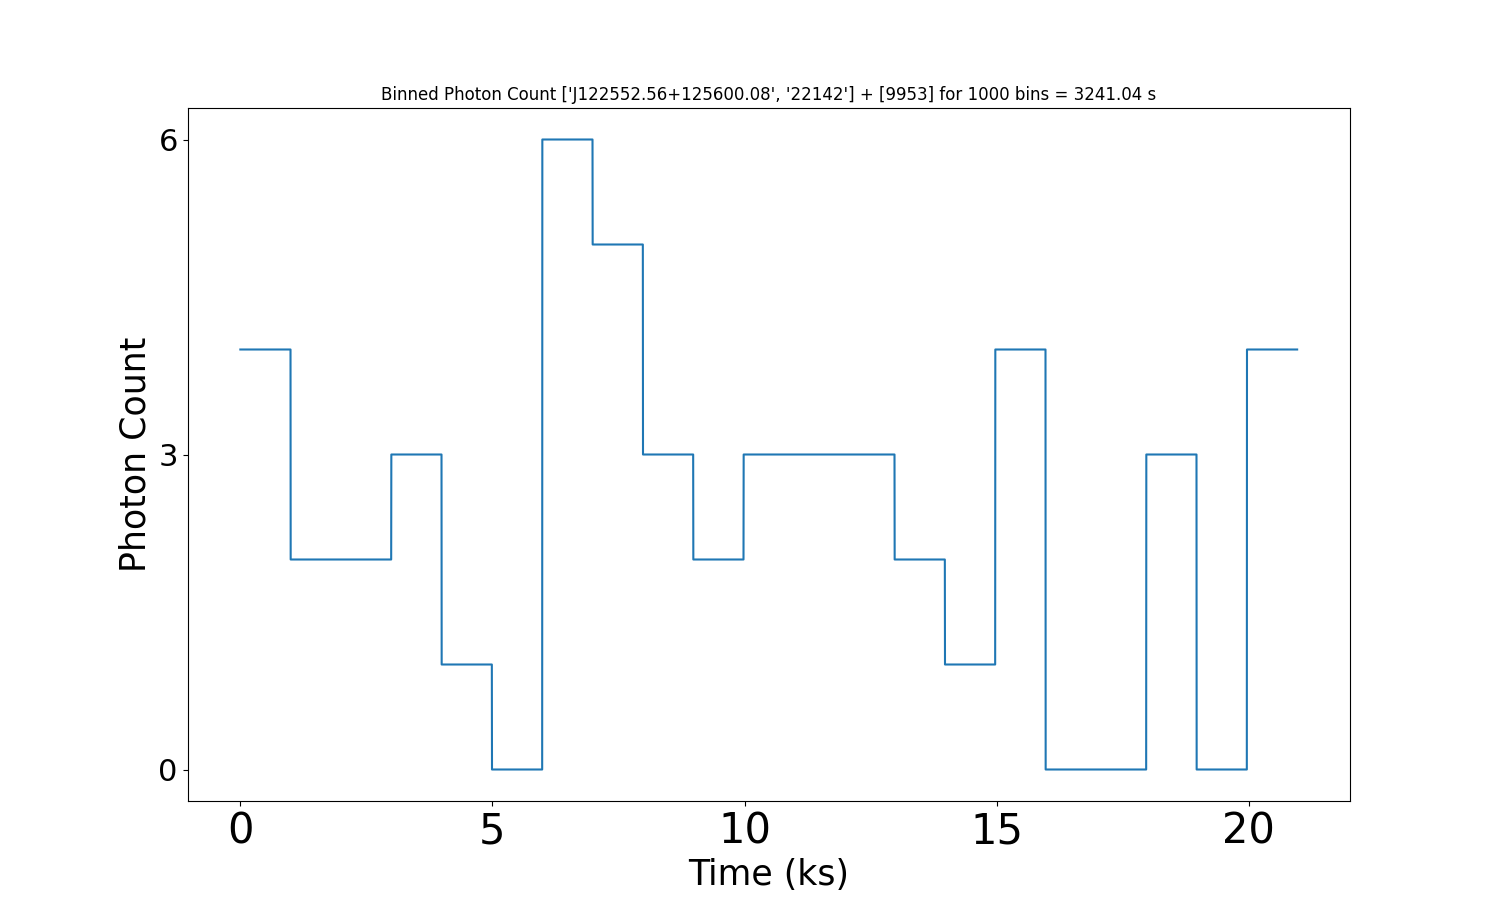 Binned Photon Count ['J122552.56+125600.08', '22142'] + [9953] for 1000 bins = 3241.04 s
6
3
0
Photon Count
0 5 10 15 20
Time (ks)